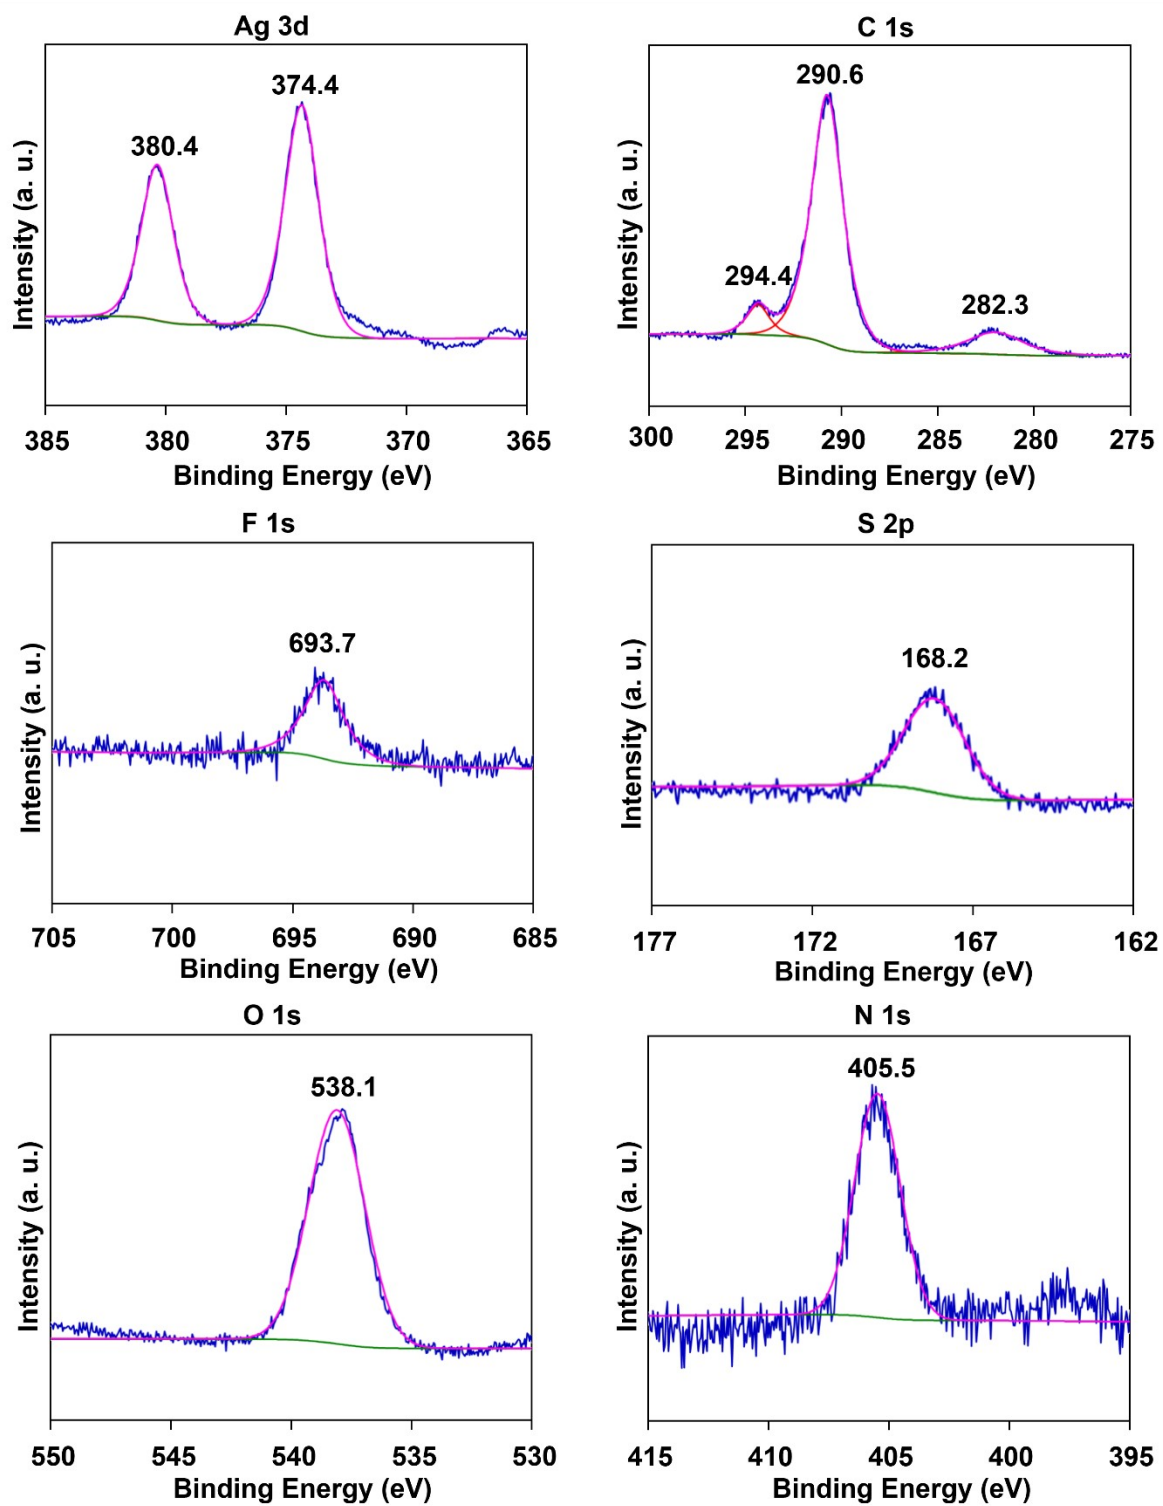 Ag 3d
374.4
380.4
Intensity (a. u.)
385 380 375 370 365
Binding Energy (eV)
C 1s
290.6
294.4
282.3
Intensity (a. u.)
300 295 290 285 280 275
Binding Energy (eV)
F 1s
693.7
Intensity (a. u.)
705 700 695 690 685
Binding Energy (eV)
S 2p
168.2
Intensity (a. u.)
177 172 167 162
Binding Energy (eV)
O 1s
538.1
Intensity (a. u.)
550 545 540 535 530
Binding Energy (eV)
N 1s
405.5
Intensity (a. u.)
415 410 405 400 395
Binding Energy (eV)